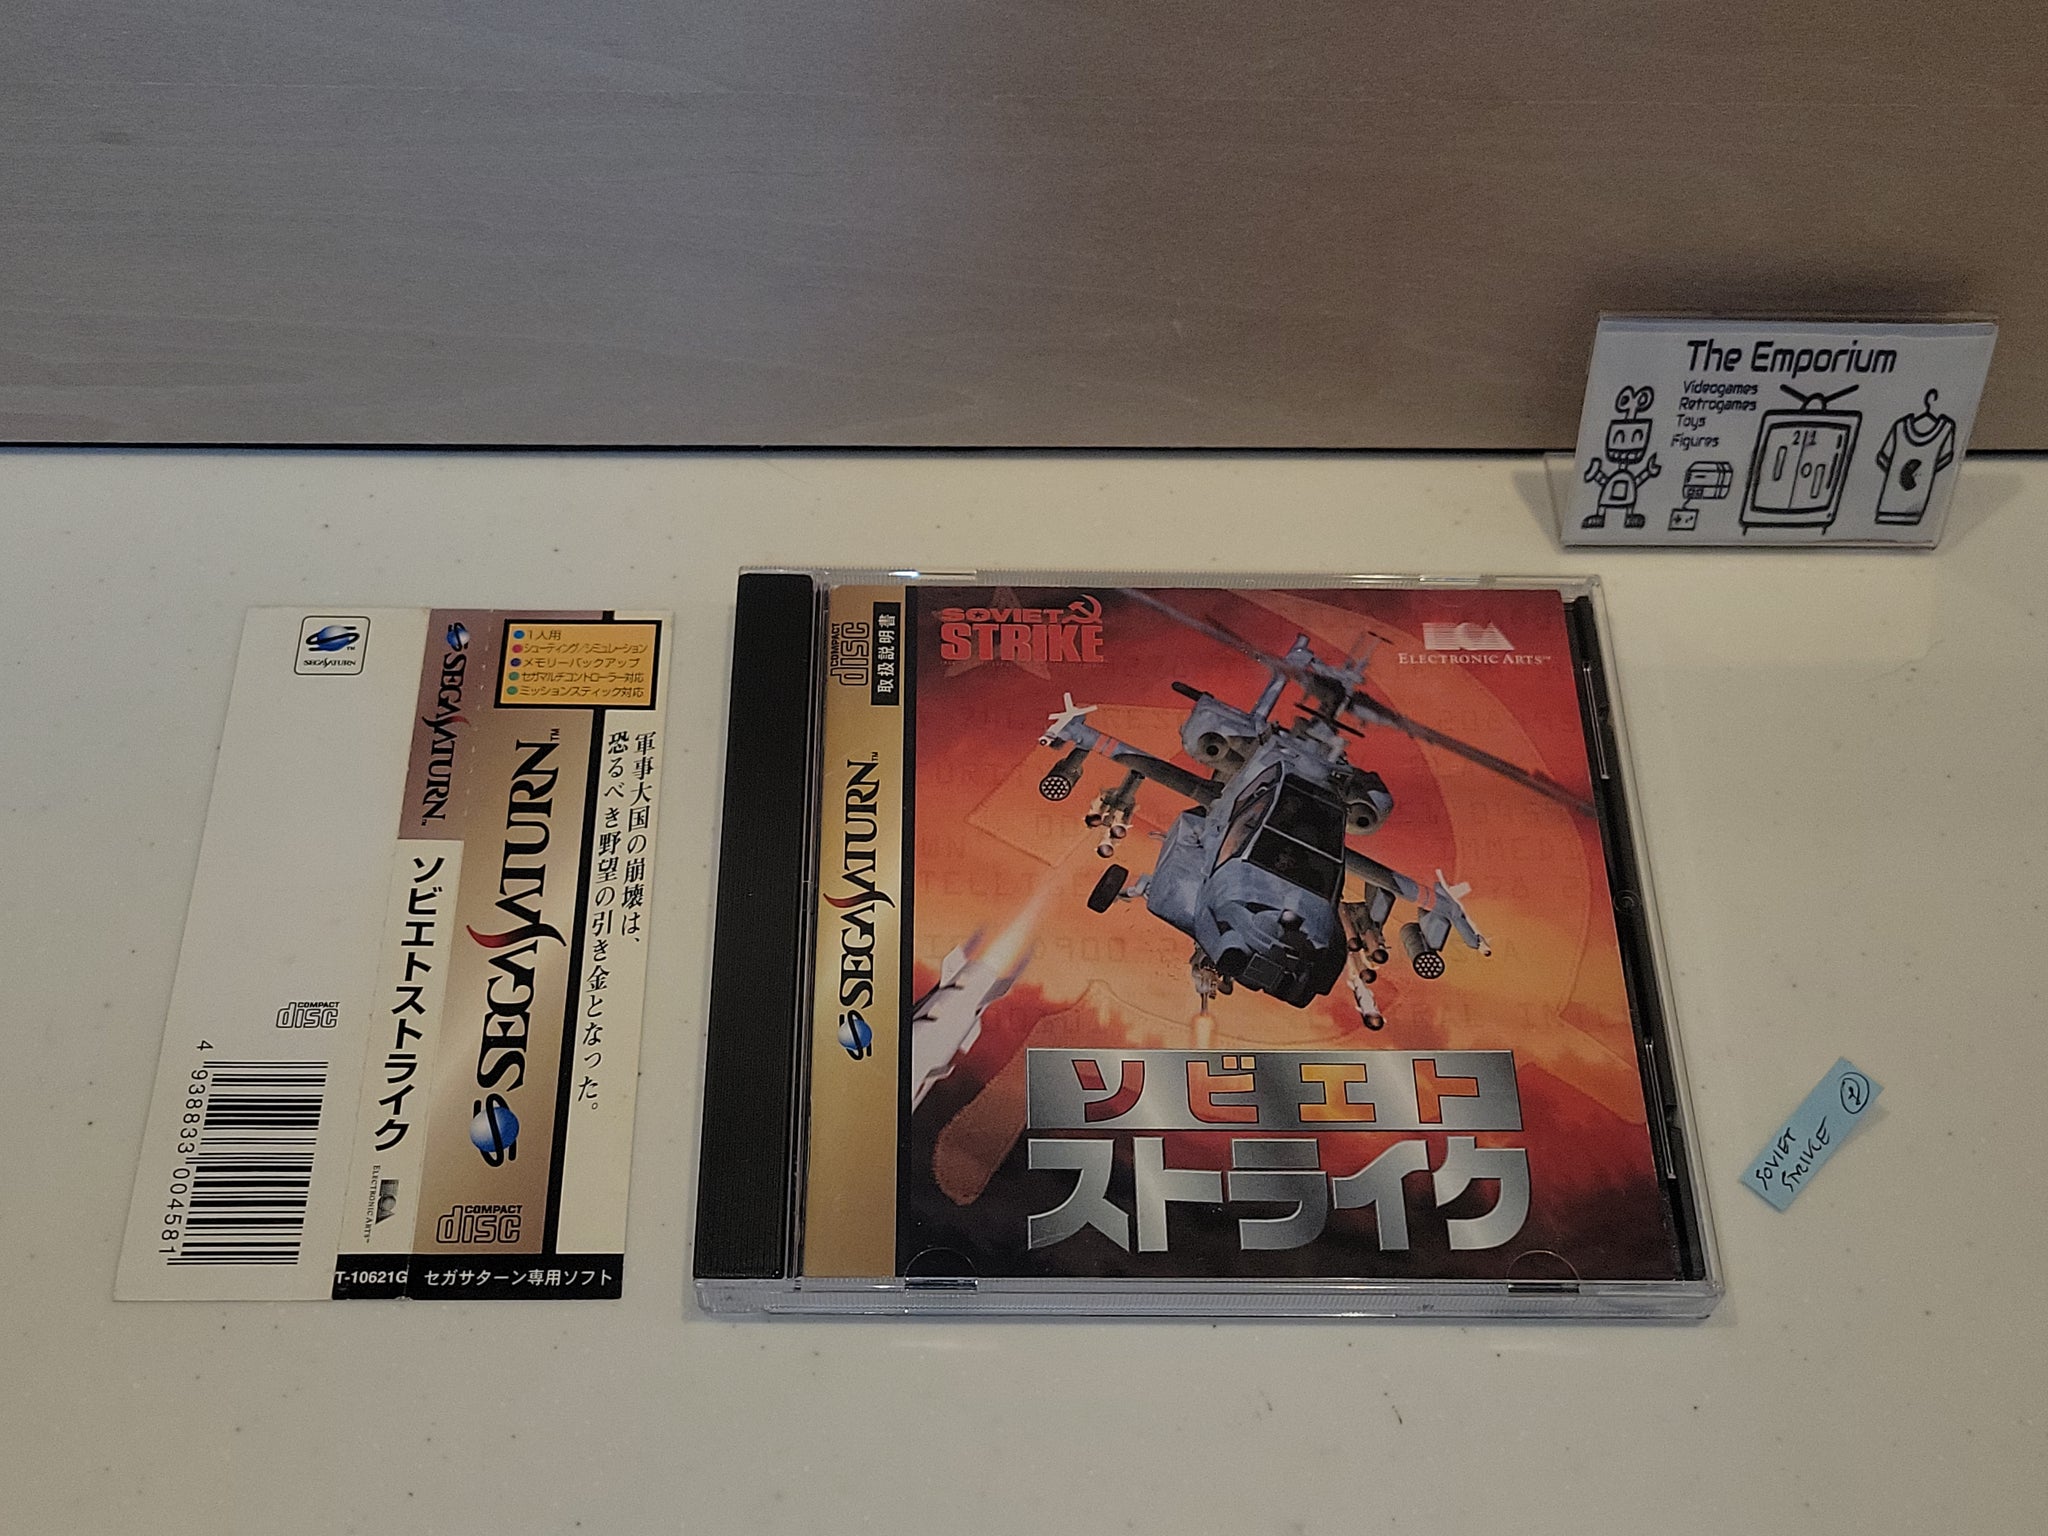 The Emporium
Videogames
Retrogames
Toys
Figures
SEGA SATURN™
COMPACT
disc
4 938833 004581
SEGA SATURN™
ソビエトストライク
ELECTRONIC ARTS™
T-10621G
1人用
シューティング/シミュレーション
メモリーバックアップ
セガマルチコントローラー対応
ミッションスティック対応
SEGA SATURN™
COMPACT
disc
セガサターン専用ソフト
軍事大国の崩壊は、
恐るべき野望の引き金となった。
COMPACT
disc
取扱説明書
SEGA SATURN™
SOVIET
STRIKE
ELECTRONIC ARTS™
ソビエト
ストライク
SOVIET
STRIKE